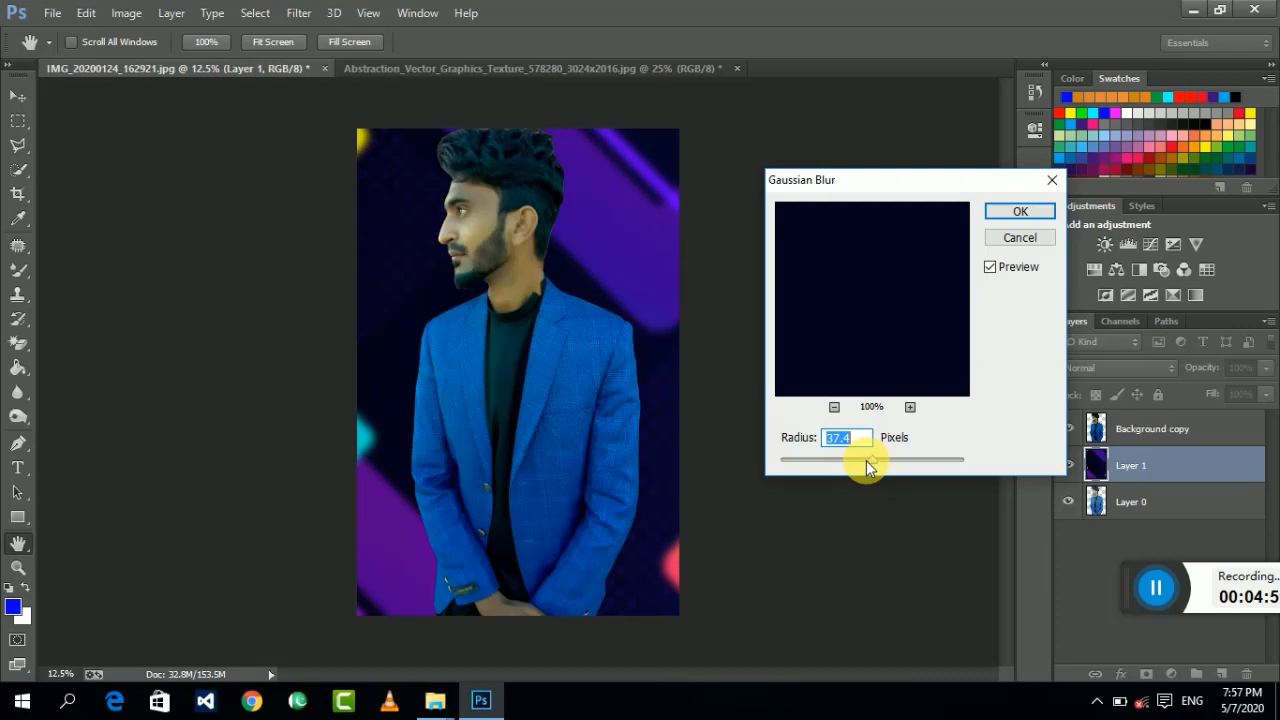 Ps File Edit Image Layer Type Select Filter 3D View Window Help
Scroll All Windows 100% Fit Screen Fill Screen Essentials
IMG_20200124_162921.jpg @ 12.5% (Layer 1, RGB/8) * × Abstraction_Vector_Graphics_Texture_578280_3024x2016.jpg @ 25% (RGB/8) * ×
Color Swatches
Gaussian Blur
OK
Cancel
Preview
100%
Radius: 37.4 Pixels
djustments Styles
Add an adjustment
ayers Channels Paths
Kind
Normal Opacity: 100%
ock: Fill: 100%
Background copy
Layer 1
Layer 0
Recording..
00:04:5
12.5% Doc: 32.8M/153.5M
Ps ENG
7:57 PM
5/7/2020